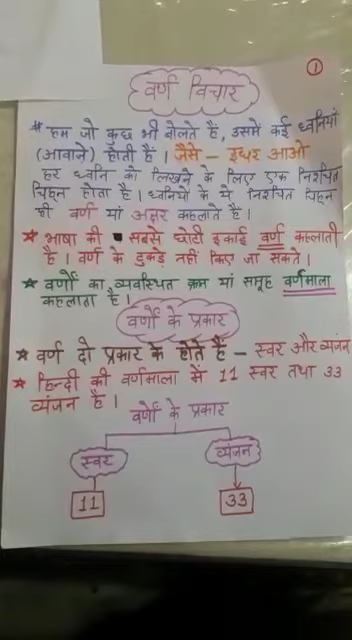 ①
वर्ण विचार
* हम जो कुछ भी बोलते हैं, उसमें कई ध्वनियाँ
(आवाजें) होती हैं। जैसे – इधर आओ
हर ध्वनि को लिखने के लिए एक निश्चित
चिह्न होता है। ध्वनियों के ये निश्चित चिह्न
ही वर्ण या अक्षर कहलाते हैं।
* भाषा की सबसे छोटी इकाई वर्ण कहलाती
है। वर्ण के टुकड़े नहीं किए जा सकते।
* वर्णों का व्यवस्थित क्रम या समूह वर्णमाला
कहलाता है।
वर्णों के प्रकार
* वर्ण दो प्रकार के होते हैं – स्वर और व्यंजन
* हिन्दी की वर्णमाला में 11 स्वर तथा 33
व्यंजन हैं।
वर्णों के प्रकार
स्वर व्यंजन
11 33